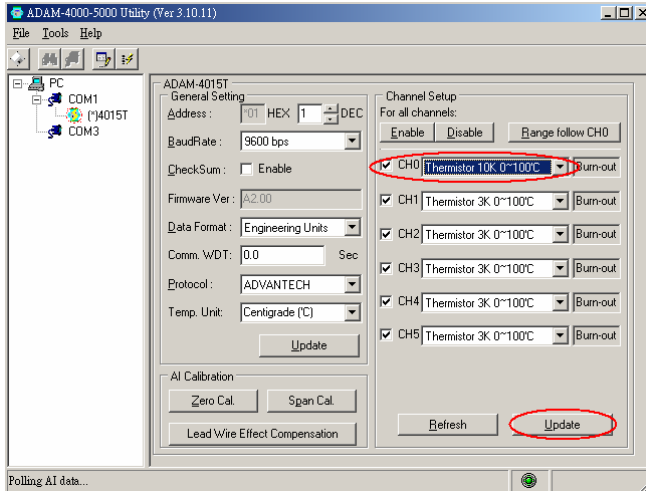 ADAM-4000-5000 Utility (Ver 3.10.11)
File Tools Help
PC
COM1
(*)4015T
COM3
ADAM-4015T
General Setting
Address : *01 HEX 1 DEC
BaudRate : 9600 bps
CheckSum : Enable
Firmware Ver : A2.00
Data Format : Engineering Units
Comm. WDT: 0.0 Sec
Protocol : ADVANTECH
Temp. Unit: Centigrade (℃)
Update
AI Calibration
Zero Cal. Span Cal.
Lead Wire Effect Compensation
Channel Setup
For all channels:
Enable Disable Range follow CH0
CH0 Thermistor 10K 0~100℃ Burn-out
CH1 Thermistor 3K 0~100℃ Burn-out
CH2 Thermistor 3K 0~100℃ Burn-out
CH3 Thermistor 3K 0~100℃ Burn-out
CH4 Thermistor 3K 0~100℃ Burn-out
CH5 Thermistor 3K 0~100℃ Burn-out
Refresh Update
Polling AI data...